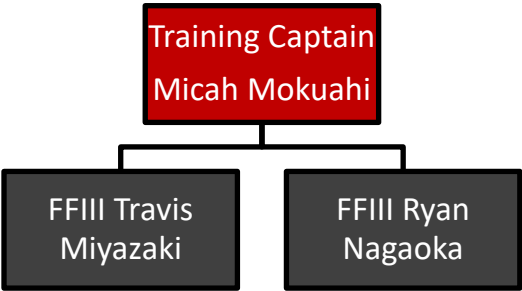 Training Captain
Micah Mokuahi
FFIII Travis
Miyazaki
FFIII Ryan
Nagaoka